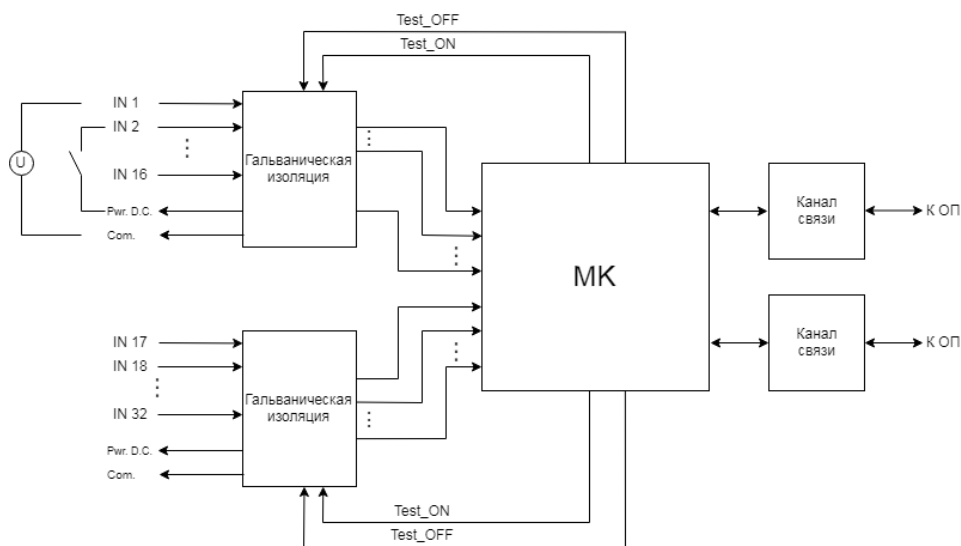 Test_OFF
Test_ON
IN 1
IN 2
IN 16
Pwr. D.C.
Com.
U
Гальваническая
изоляция
МК
Канал
связи
К ОП
Канал
связи
К ОП
IN 17
IN 18
IN 32
Pwr. D.C.
Com.
Гальваническая
изоляция
Test_ON
Test_OFF